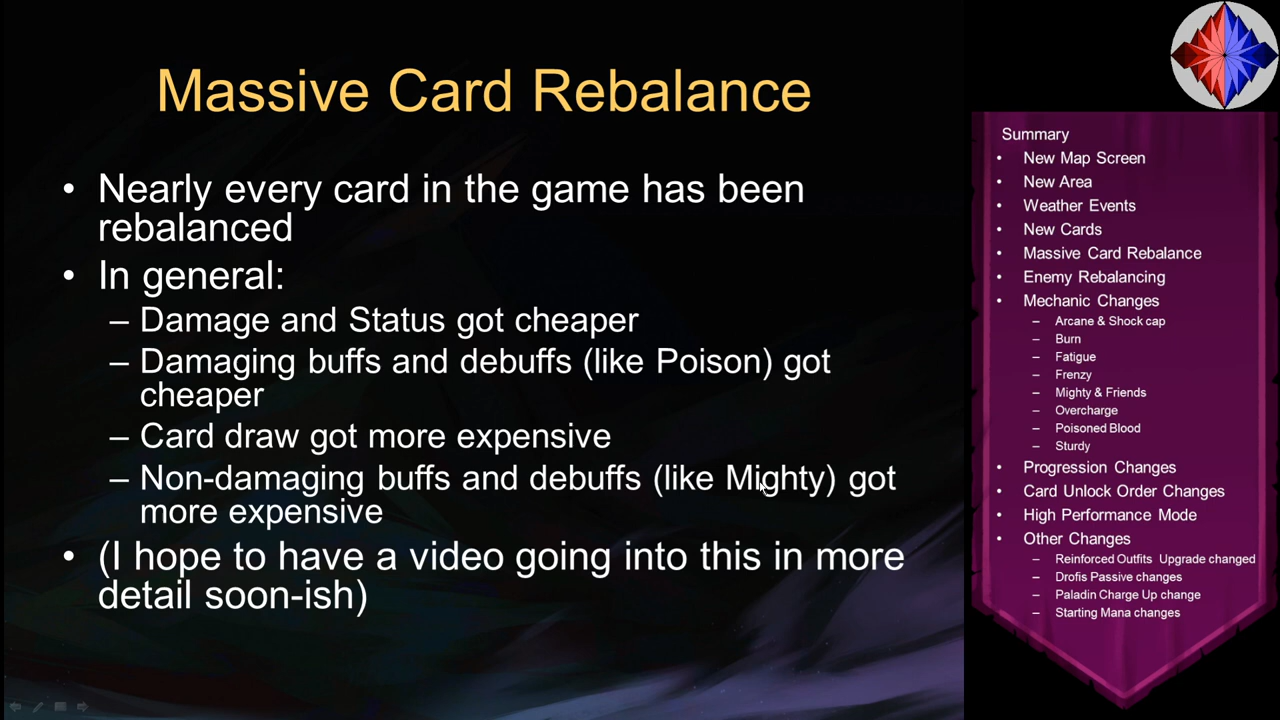 Massive Card Rebalance
• Nearly every card in the game has been
rebalanced
• In general:
– Damage and Status got cheaper
– Damaging buffs and debuffs (like Poison) got
cheaper
– Card draw got more expensive
– Non-damaging buffs and debuffs (like Mighty) got
more expensive
• (I hope to have a video going into this in more
detail soon-ish)
Summary
• New Map Screen
• New Area
• Weather Events
• New Cards
• Massive Card Rebalance
• Enemy Rebalancing
• Mechanic Changes
– Arcane & Shock cap
– Burn
– Fatigue
– Frenzy
– Mighty & Friends
– Overcharge
– Poisoned Blood
– Sturdy
• Progression Changes
• Card Unlock Order Changes
• High Performance Mode
• Other Changes
– Reinforced Outfits Upgrade changed
– Drofis Passive changes
– Paladin Charge Up change
– Starting Mana changes